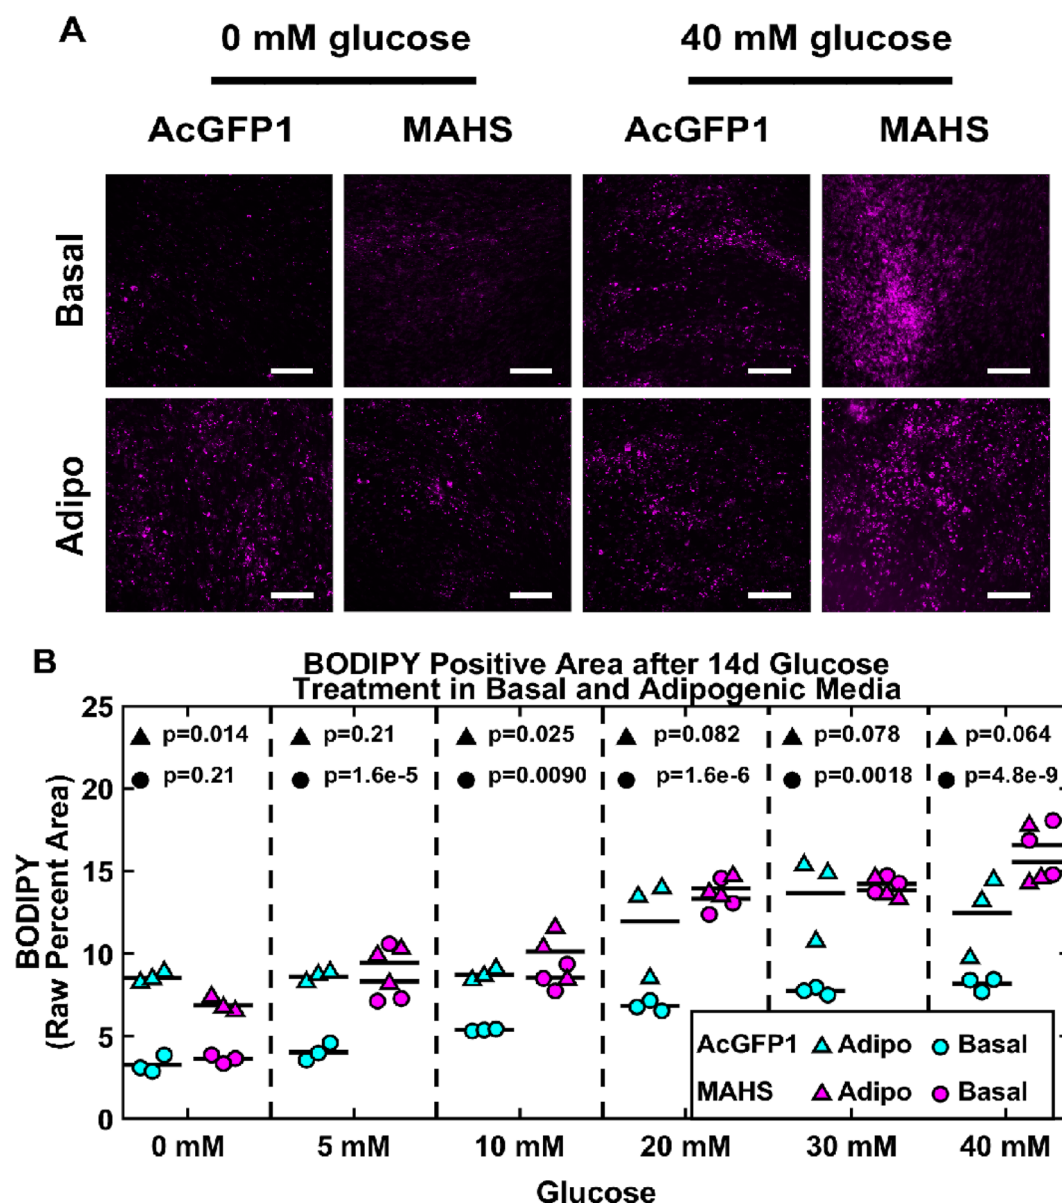 A
0 mM glucose 40 mM glucose
AcGFP1 MAHS AcGFP1 MAHS
Basal
Adipo
B
BODIPY Positive Area after 14d Glucose
Treatment in Basal and Adipogenic Media
BODIPY
(Raw Percent Area)
25
20
15
10
5
0
p=0.014 p=0.21 p=0.025 p=0.082 p=0.078 p=0.064
p=0.21 p=1.6e-5 p=0.0090 p=1.6e-6 p=0.0018 p=4.8e-9
AcGFP1 Adipo Basal
MAHS Adipo Basal
0 mM 5 mM 10 mM 20 mM 30 mM 40 mM
Glucose